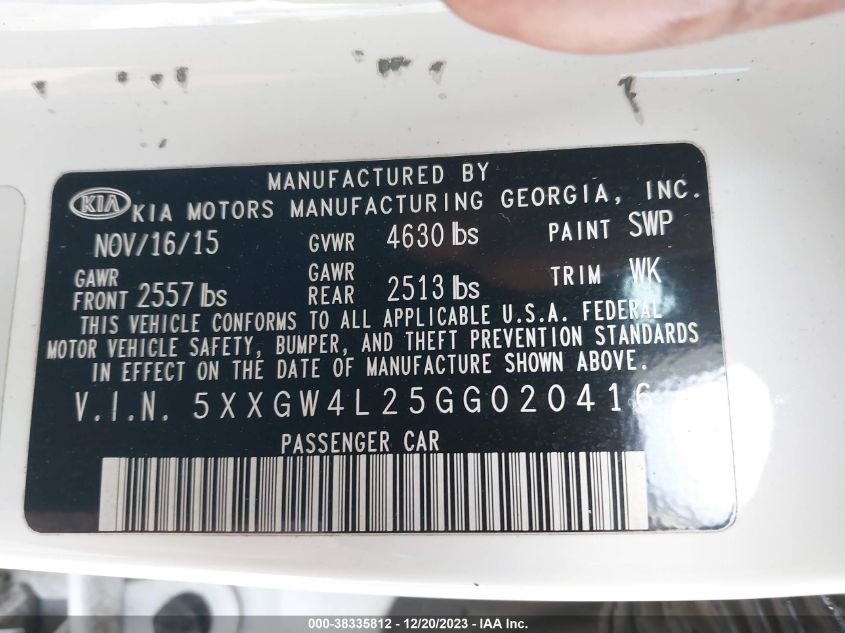 MANUFACTURED BY
KIA KIA MOTORS MANUFACTURING GEORGIA, INC.
NOV/16/15 GVWR 4630 lbs PAINT SWP
GAWR FRONT 2557 lbs GAWR REAR 2513 lbs TRIM WK
THIS VEHICLE CONFORMS TO ALL APPLICABLE U.S.A. FEDERAL
MOTOR VEHICLE SAFETY, BUMPER, AND THEFT PREVENTION STANDARDS
IN EFFECT ON THE DATE OF MANUFACTURE SHOWN ABOVE.
V.I.N. 5XXGW4L25GG020416
PASSENGER CAR
000-38335812 - 12/20/2023 - IAA Inc.